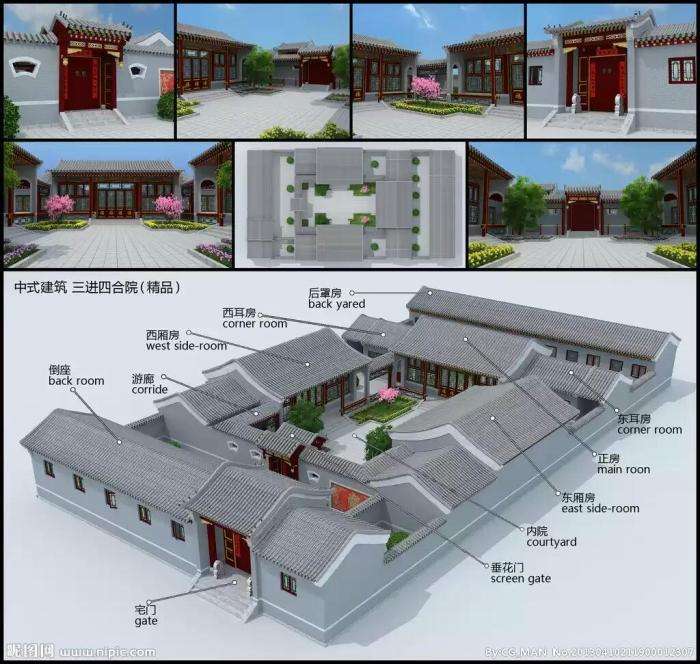 中式建筑 三进四合院(精品)
后罩房
back yared
西耳房
corner room
西厢房
west side-room
游廊
corride
倒座
back room
东耳房
corner room
正房
main roon
东厢房
east side-room
内院
courtyard
垂花门
screen gate
宅门
gate
昵图网 www.nipic.com